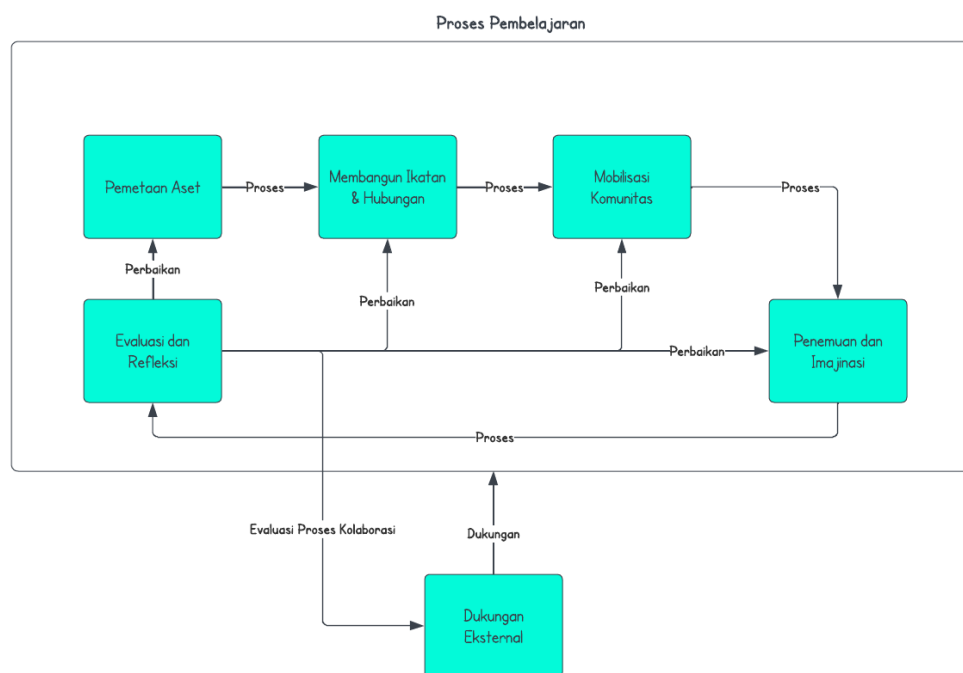 Proses Pembelajaran
Pemetaan Aset
Proses
Membangun Ikatan
& Hubungan
Proses
Mobilisasi
Komunitas
Proses
Perbaikan
Perbaikan
Perbaikan
Evaluasi dan
Refleksi
Perbaikan
Penemuan dan
Imajinasi
Proses
Evaluasi Proses Kolaborasi
Dukungan
Dukungan
Eksternal